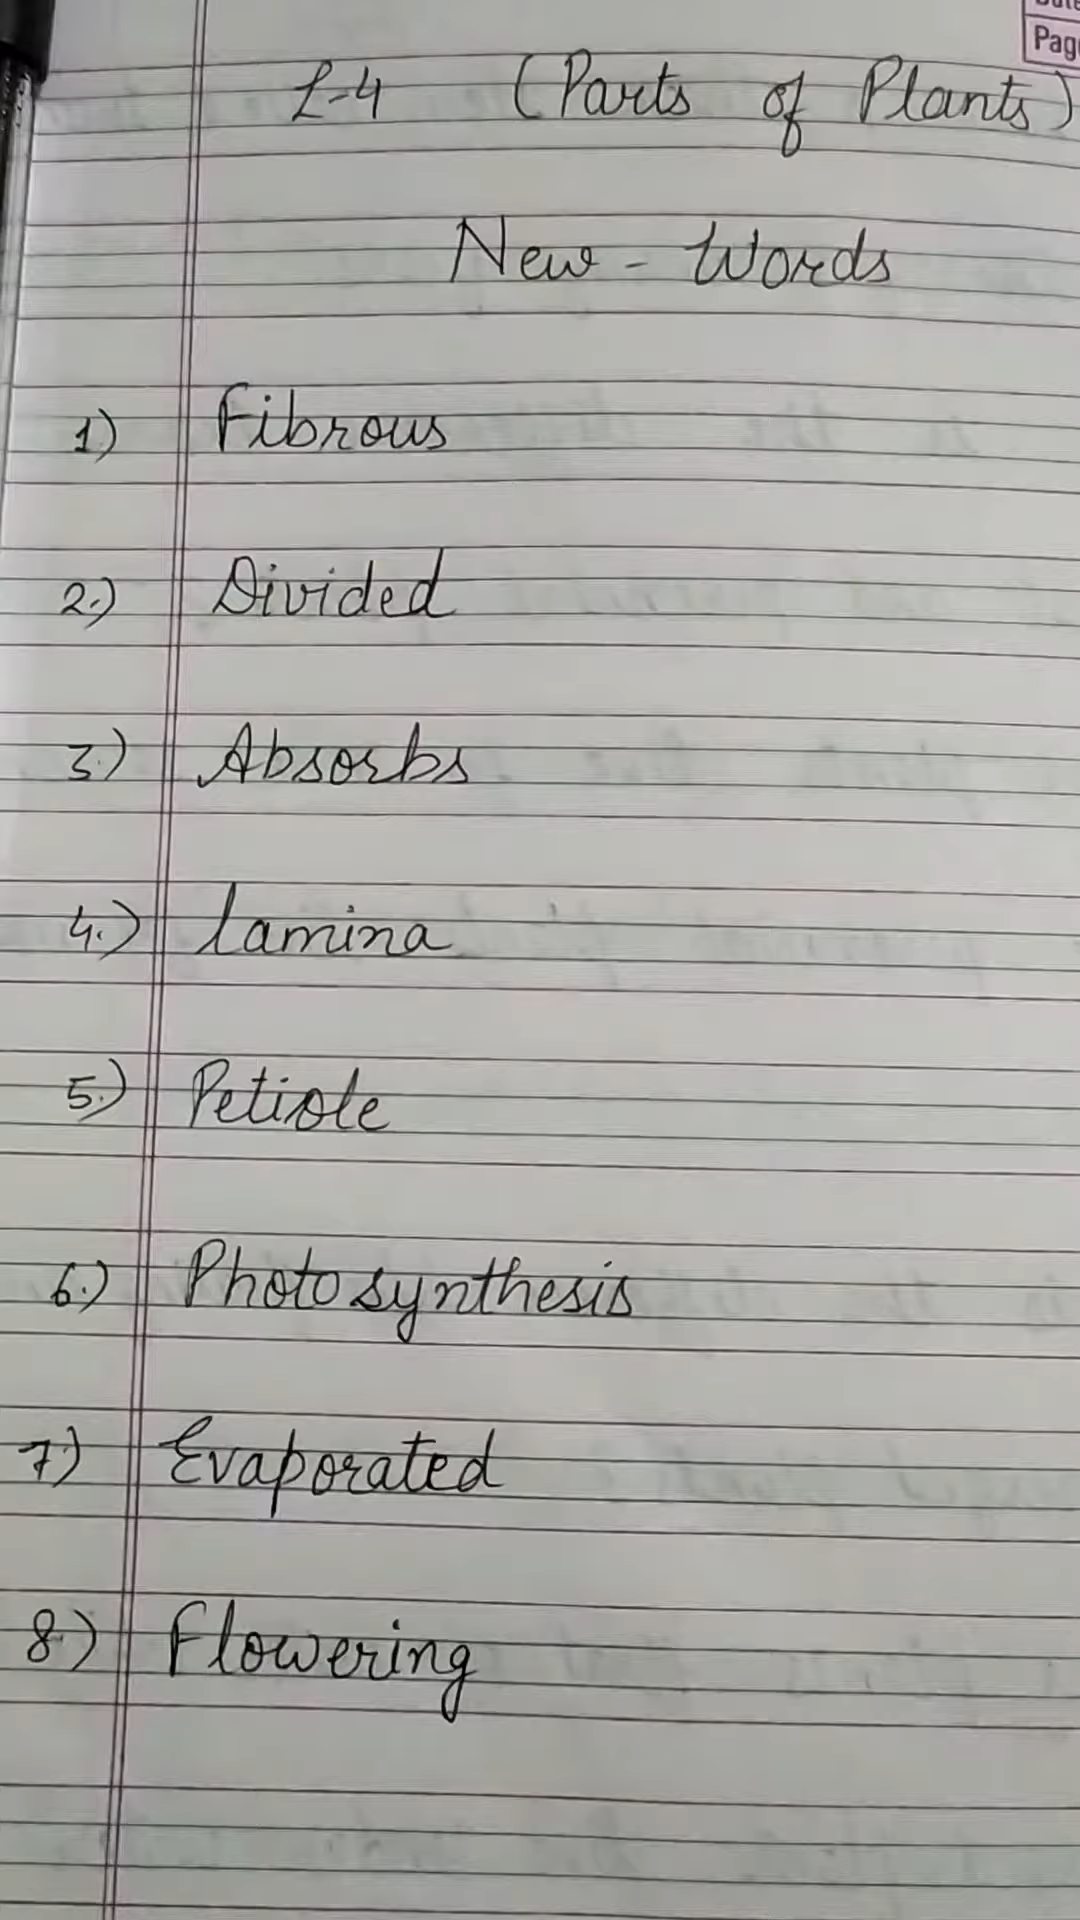 Pag
L-4 (Parts of Plants)
New - Words
1) Fibrous
2.) Divided
3.) Absorbs
4.) Lamina
5.) Petiole
6.) Photosynthesis
7.) Evaporated
8.) Flowering